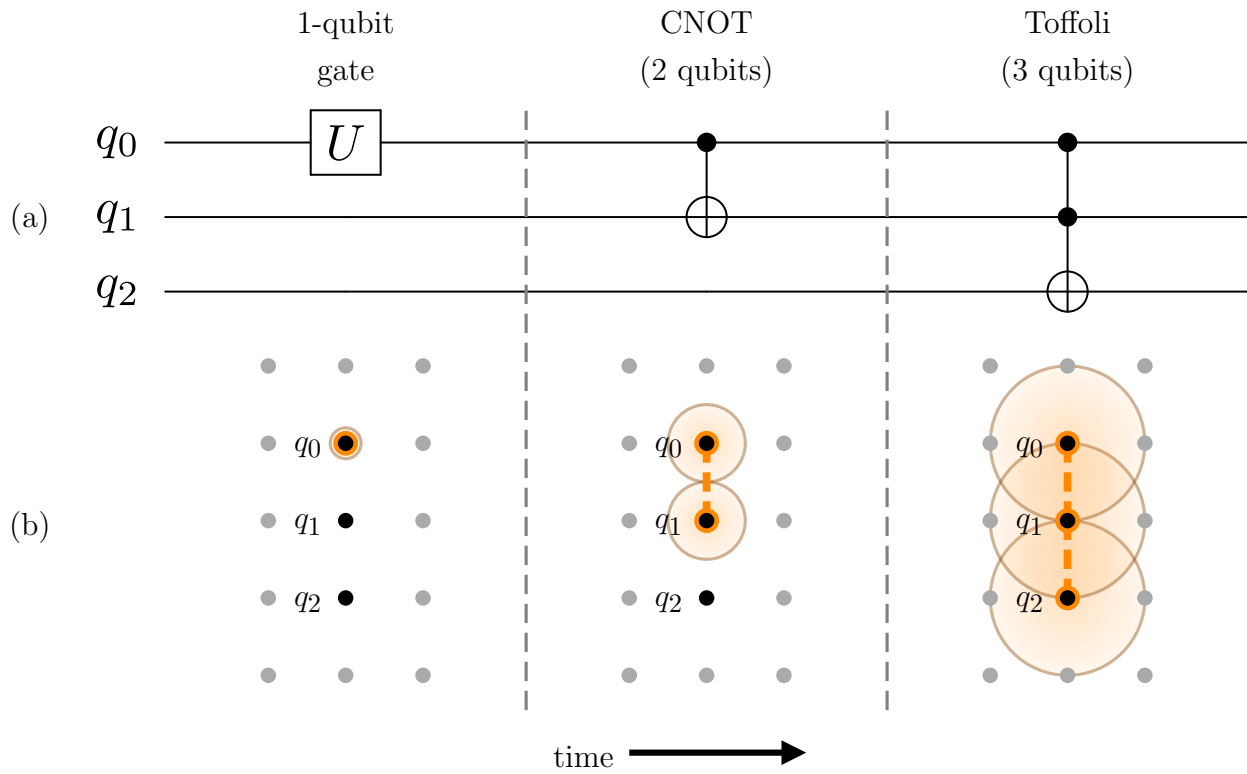 1-qubit
gate
CNOT
(2 qubits)
Toffoli
(3 qubits)
(a)
q₀
U
q₁
q₂
(b)
q₀
q₁
q₂
q₀
q₁
q₂
q₀
q₁
q₂
time